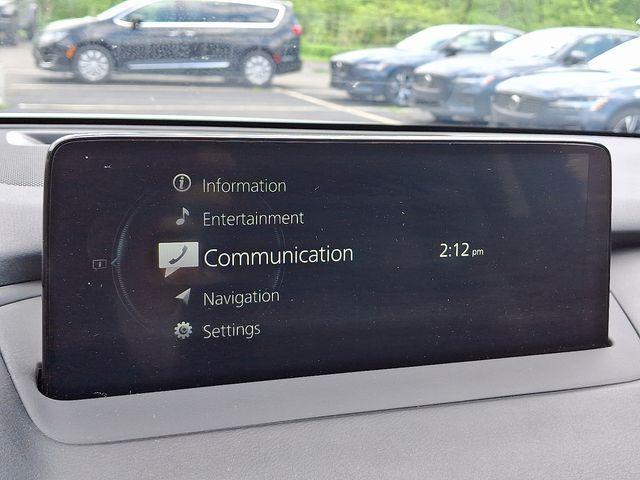 Information
Entertainment
Communication
2:12 pm
Navigation
Settings